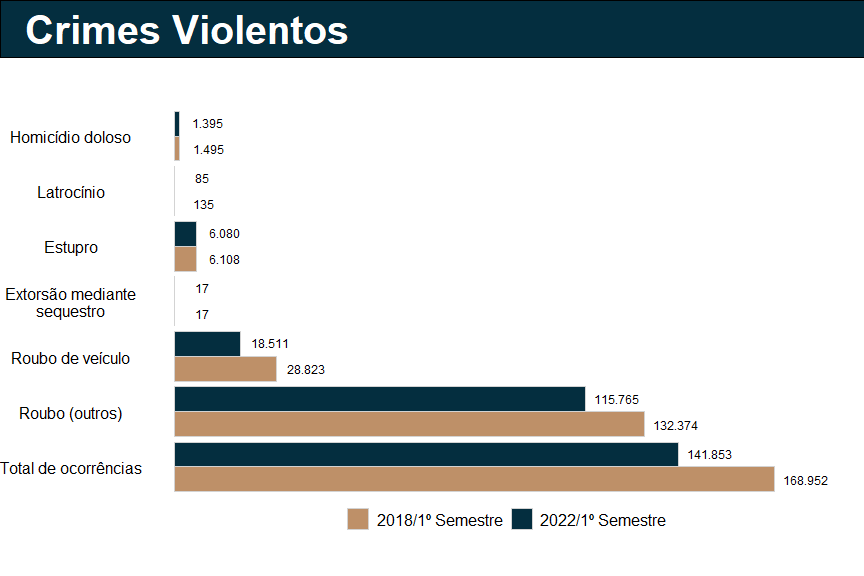 Crimes Violentos
Homicídio doloso
1.395
1.495
Latrocínio
85
135
Estupro
6.080
6.108
Extorsão mediante
sequestro
17
17
Roubo de veículo
18.511
28.823
Roubo (outros)
115.765
132.374
Total de ocorrências
141.853
168.952
2018/1º Semestre 2022/1º Semestre